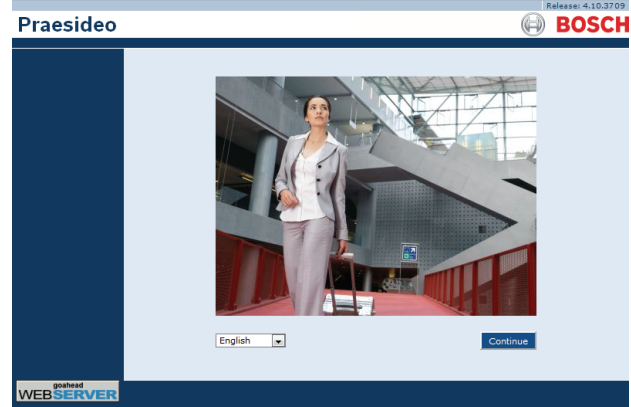 Release: 4.10.3709
Praesideo
BOSCH
English
Continue
goahead
WEBSERVER